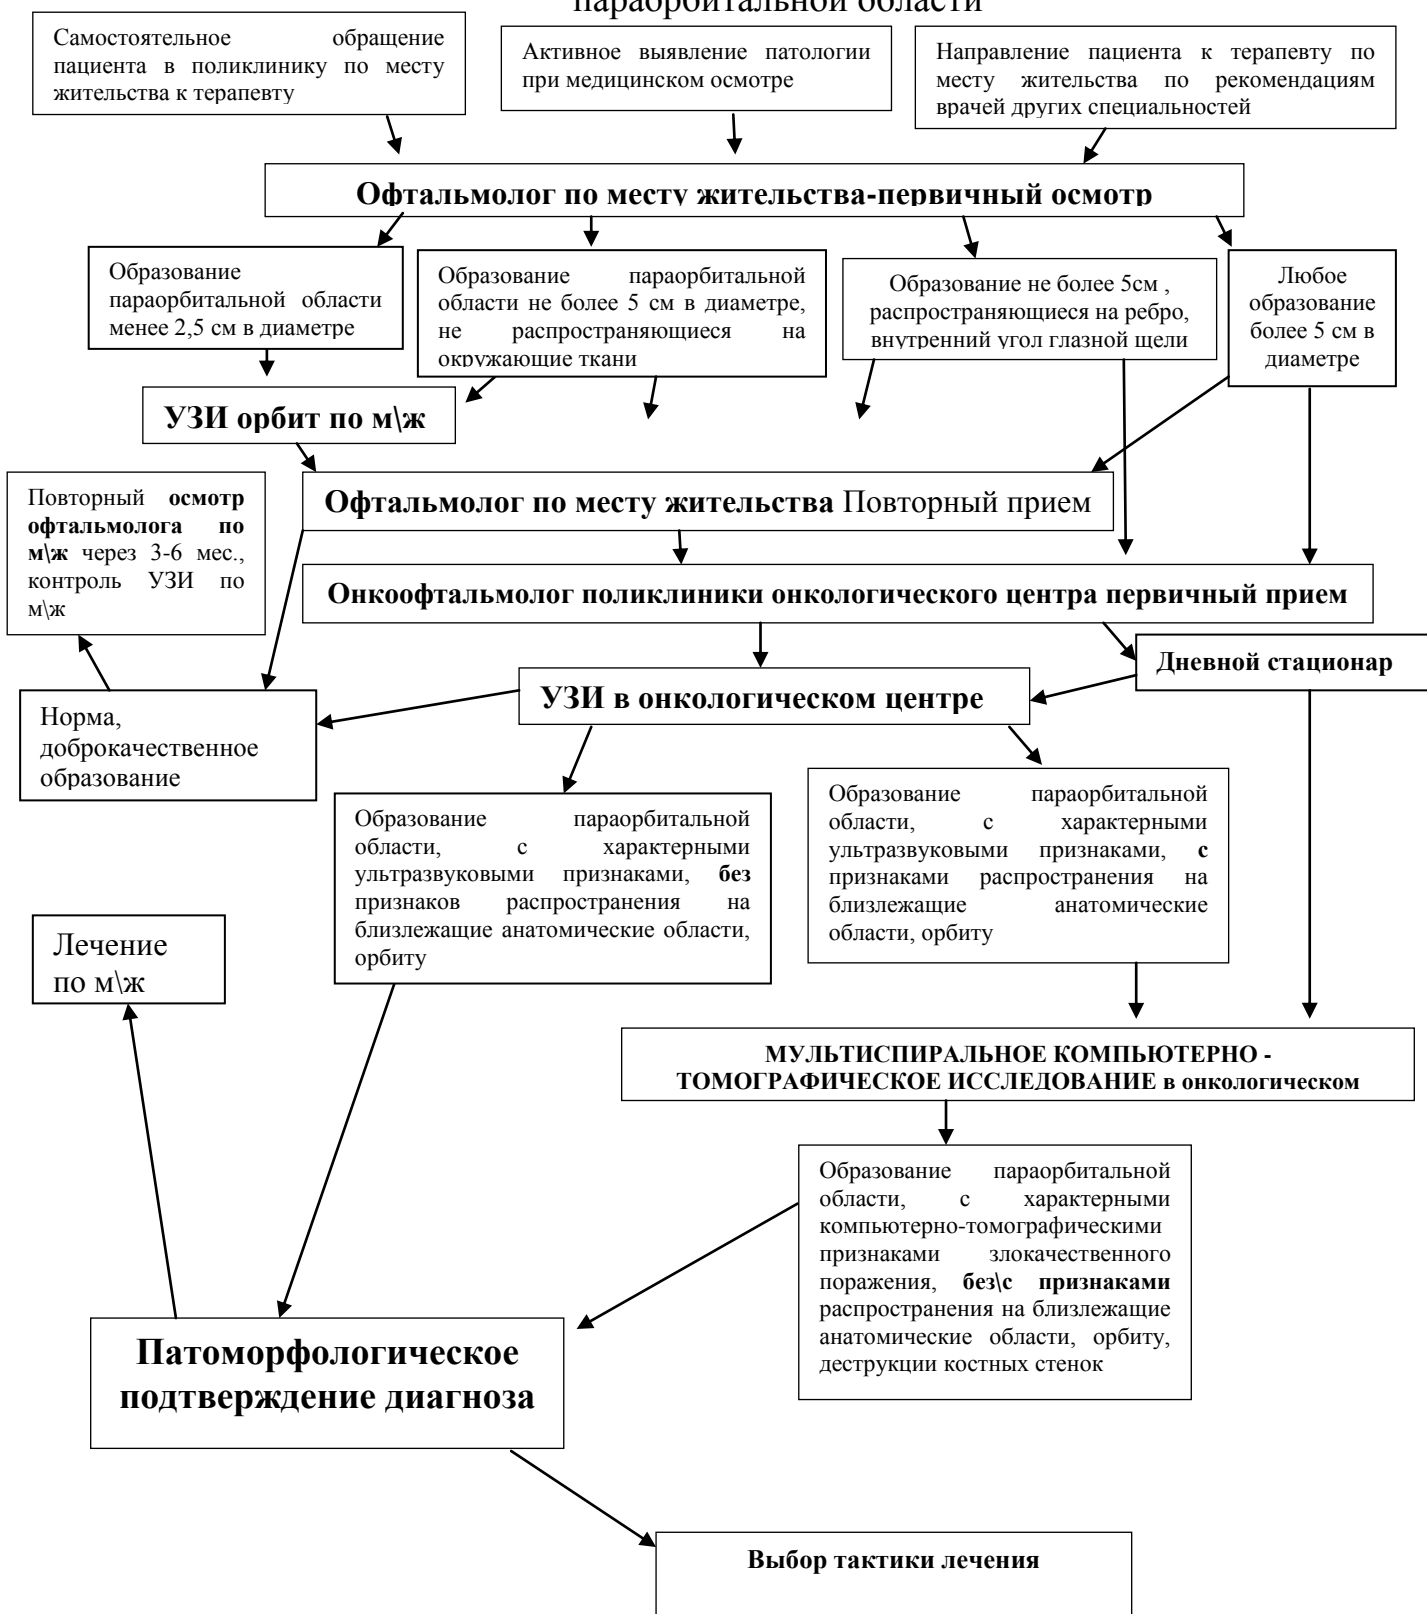 параорбитальной области
Самостоятельное обращение
пациента в поликлинику по месту
жительства к терапевту
Активное выявление патологии
при медицинском осмотре
Направление пациента к терапевту по
месту жительства по рекомендациям
врачей других специальностей
Офтальмолог по месту жительства-первичный осмотр
Образование
параорбитальной области
менее 2,5 см в диаметре
Образование параорбитальной
области не более 5 см в диаметре,
не распространяющиеся на
окружающие ткани
Образование не более 5см ,
распространяющиеся на ребро,
внутренний угол глазной щели
Любое
образование
более 5 см в
диаметре
УЗИ орбит по м\ж
Повторный осмотр
офтальмолога по
м\ж через 3-6 мес.,
контроль УЗИ по
м\ж
Офтальмолог по месту жительства Повторный прием
Онкоофтальмолог поликлиники онкологического центра первичный прием
Дневной стационар
УЗИ в онкологическом центре
Норма,
доброкачественное
образование
Образование параорбитальной
области, с характерными
ультразвуковыми признаками, без
признаков распространения на
близлежащие анатомические области,
орбиту
Образование параорбитальной
области, с характерными
ультразвуковыми признаками, с
признаками распространения на
близлежащие анатомические
области, орбиту
Лечение
по м\ж
МУЛЬТИСПИРАЛЬНОЕ КОМПЬЮТЕРНО -
ТОМОГРАФИЧЕСКОЕ ИССЛЕДОВАНИЕ в онкологическом
Образование параорбитальной
области, с характерными
компьютерно-томографическими
признаками злокачественного
поражения, без\с признаками
распространения на близлежащие
анатомические области, орбиту,
деструкции костных стенок
Патоморфологическое
подтверждение диагноза
Выбор тактики лечения